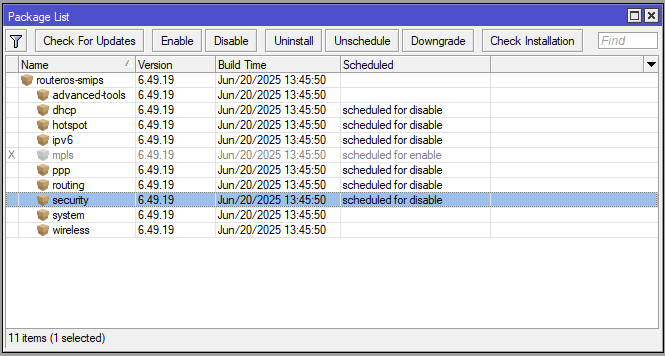 Package List
Check For Updates Enable Disable Uninstall Unschedule Downgrade Check Installation Find
Name / Version Build Time Scheduled
routeros-smips 6.49.19 Jun/20/2025 13:45:50
advanced-tools 6.49.19 Jun/20/2025 13:45:50
dhcp 6.49.19 Jun/20/2025 13:45:50 scheduled for disable
hotspot 6.49.19 Jun/20/2025 13:45:50 scheduled for disable
ipv6 6.49.19 Jun/20/2025 13:45:50 scheduled for disable
X mpls 6.49.19 Jun/20/2025 13:45:50 scheduled for enable
ppp 6.49.19 Jun/20/2025 13:45:50 scheduled for disable
routing 6.49.19 Jun/20/2025 13:45:50 scheduled for disable
security 6.49.19 Jun/20/2025 13:45:50 scheduled for disable
system 6.49.19 Jun/20/2025 13:45:50
wireless 6.49.19 Jun/20/2025 13:45:50
11 items (1 selected)